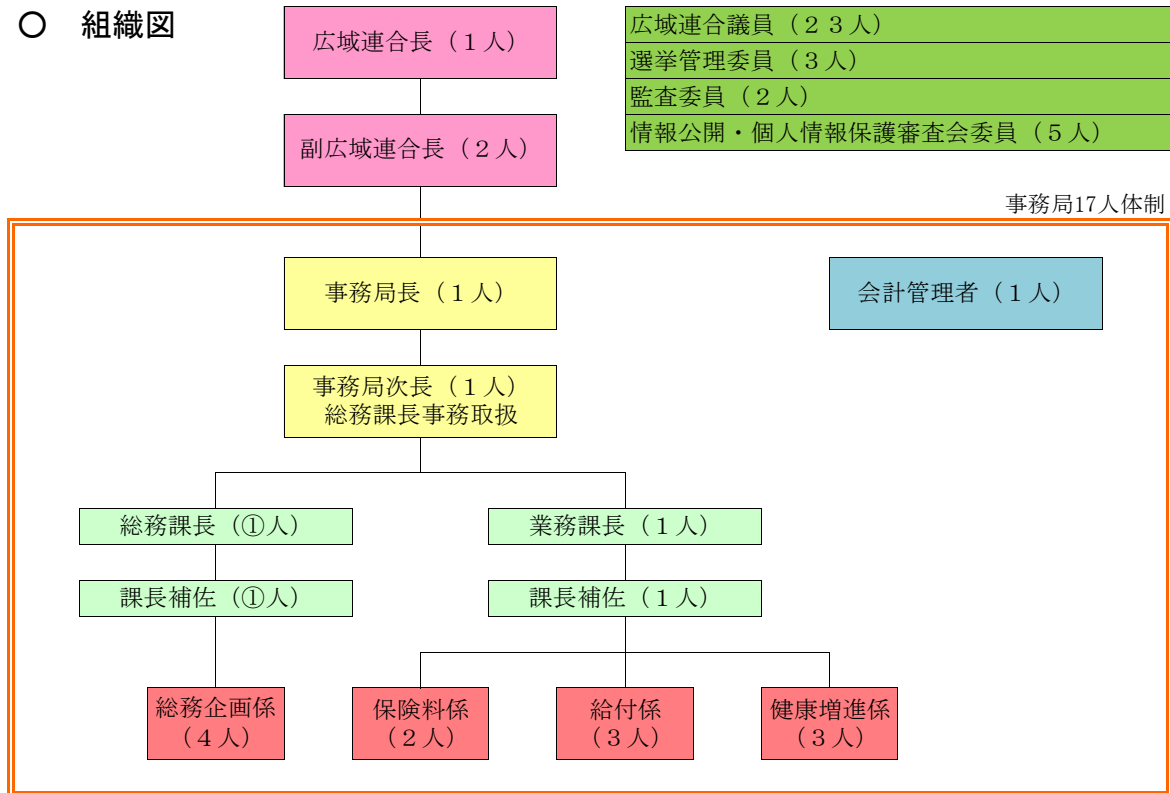 ○ 組織図
広域連合長（１人）
副広域連合長（２人）
広域連合議員（２３人）
選挙管理委員（３人）
監査委員（２人）
情報公開・個人情報保護審査会委員（５人）
事務局17人体制
事務局長（１人）
会計管理者（１人）
事務局次長（１人）
総務課長事務取扱
総務課長（①人）
業務課長（１人）
課長補佐（①人）
課長補佐（１人）
総務企画係
（４人）
保険料係
（２人）
給付係
（３人）
健康増進係
（３人）